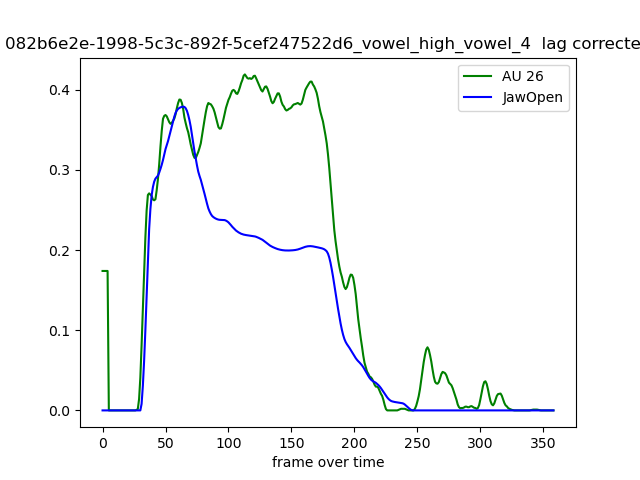 082b6e2e-1998-5c3c-892f-5cef247522d6_vowel_high_vowel_4 lag correcte
AU 26
JawOpen
0.4
0.3
0.2
0.1
0.0
0 50 100 150 200 250 300 350
frame over time